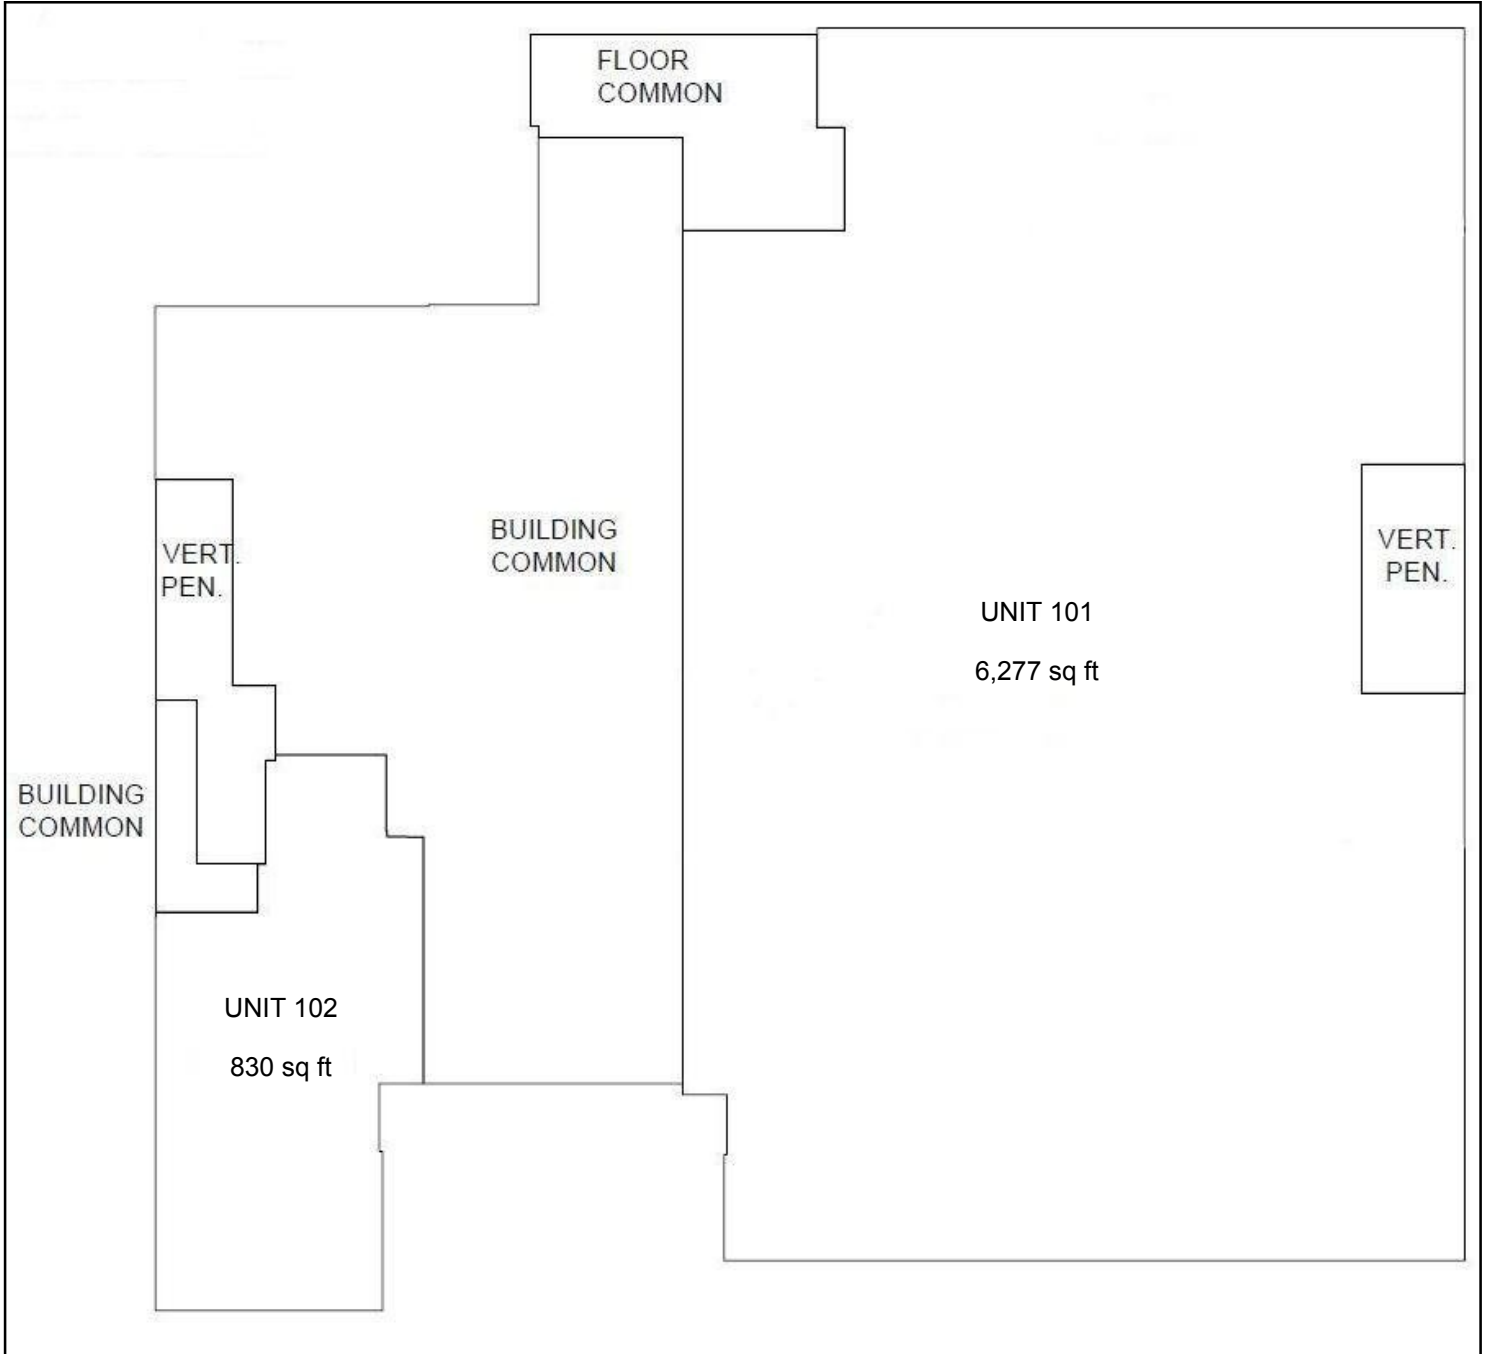 FLOOR
COMMON
BUILDING
COMMON
VERT.
PEN.
VERT.
PEN.
UNIT 101
6,277 sq ft
BUILDING
COMMON
UNIT 102
830 sq ft